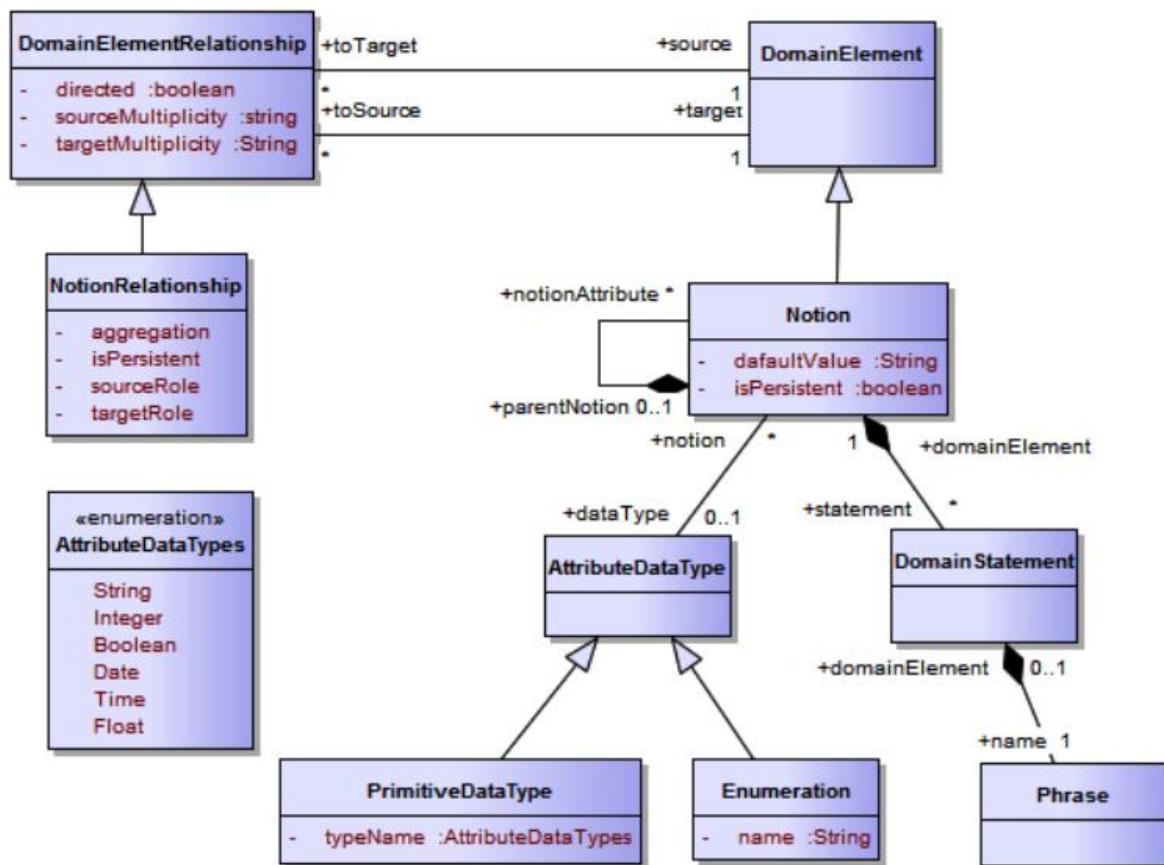 DomainElementRelationship
- directed :boolean
- sourceMultiplicity :string
- targetMultiplicity :String
+toTarget
*
+source
1
+toSource
*
+target
1
DomainElement
NotionRelationship
- aggregation
- isPersistent
- sourceRole
- targetRole
+notionAttribute *
Notion
- dafaultValue :String
- isPersistent :boolean
+parentNotion 0..1
+notion
*
1
+domainElement
+dataType
0..1
+statement
*
«enumeration»
AttributeDataTypes
String
Integer
Boolean
Date
Time
Float
AttributeDataType
DomainStatement
+domainElement
0..1
+name 1
PrimitiveDataType
- typeName :AttributeDataTypes
Enumeration
- name :String
Phrase